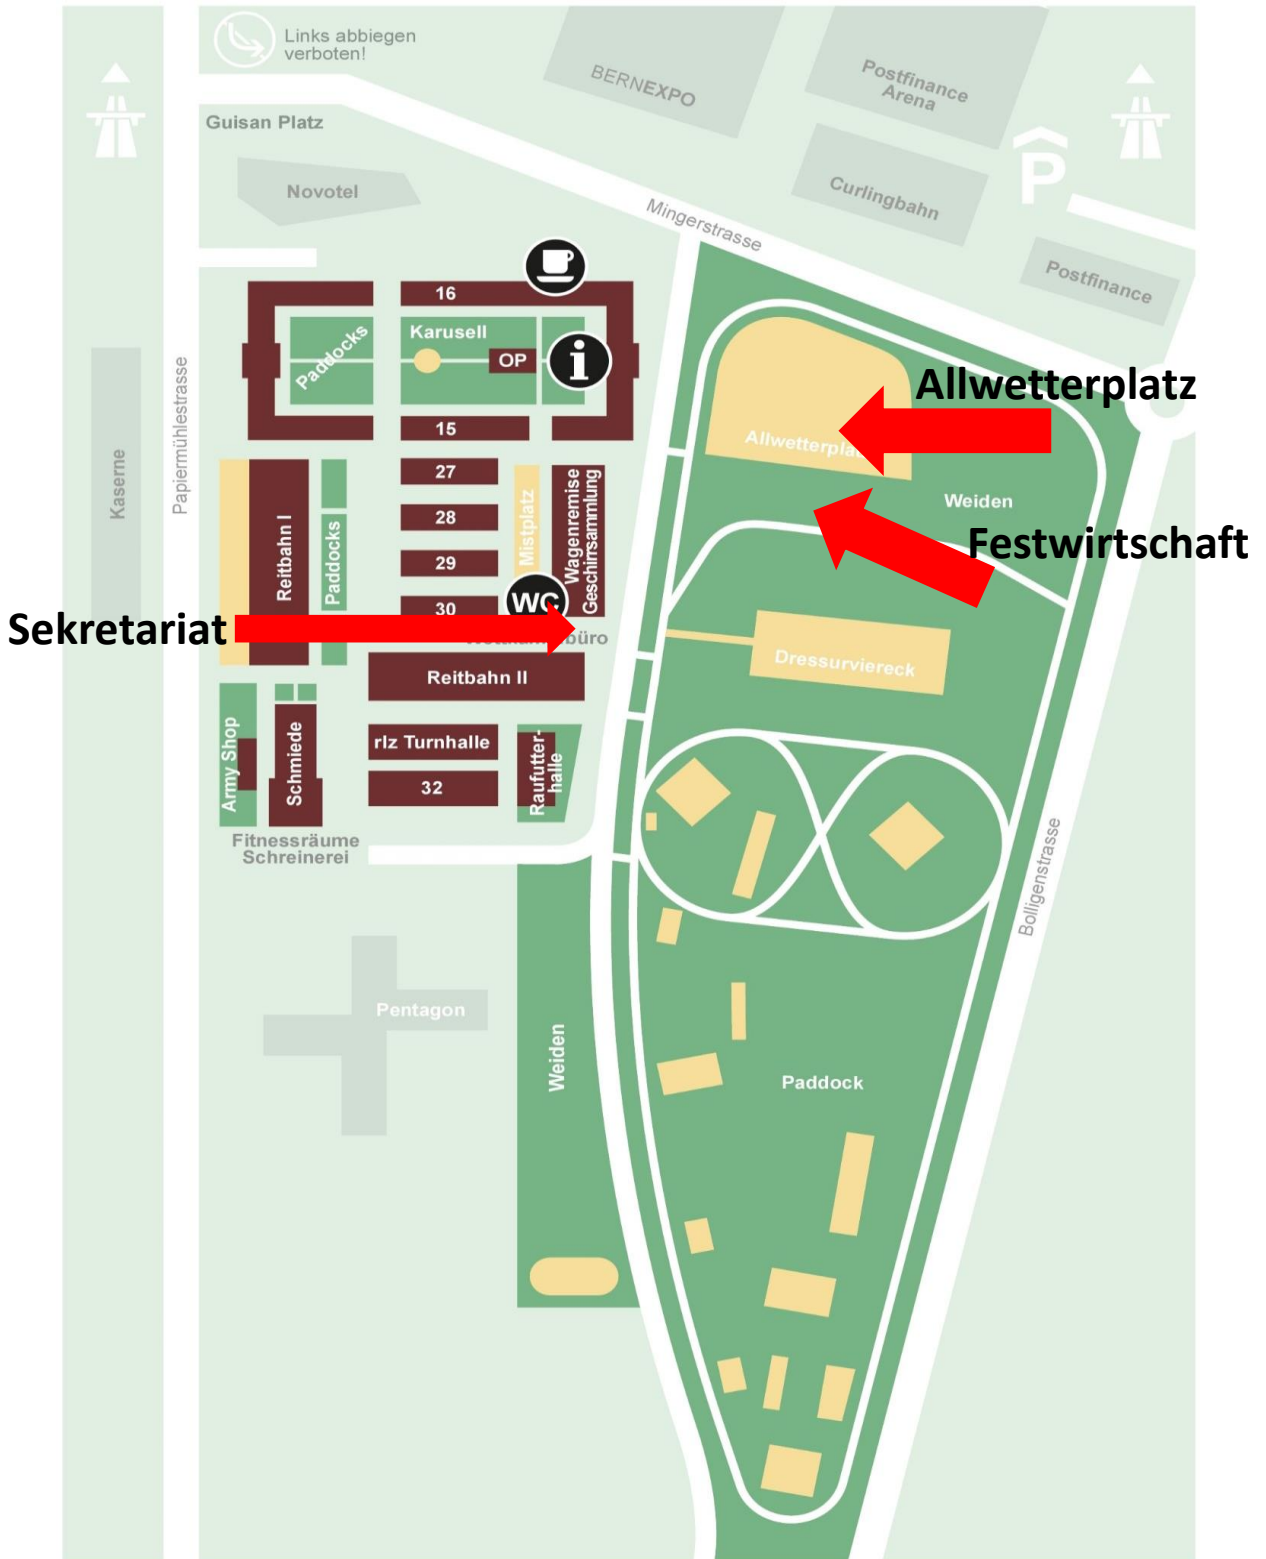 Links abbiegen
verboten!
BERNEXPO
Postfinance
Arena
Guisan Platz
P
Novotel
Curlingbahn
Mingerstrasse
Postfinance
16
Karusell
Paddocks
OP
i
Papiermühlestrasse
Kaserne
15
Allwetterplatz
27
28
29
30
Mistplatz
Wagenremise
Geschirrsammlung
Reitbahn I
Paddocks
WC
Weiden
Festwirtschaft
Sekretariat
büro
Dressurviereck
Reitbahn II
Army Shop
Schmiede
rlz Turnhalle
32
Raufutter-
halle
Fitnessräume
Schreinerei
Bolligenstrasse
Pentagon
Weiden
Paddock